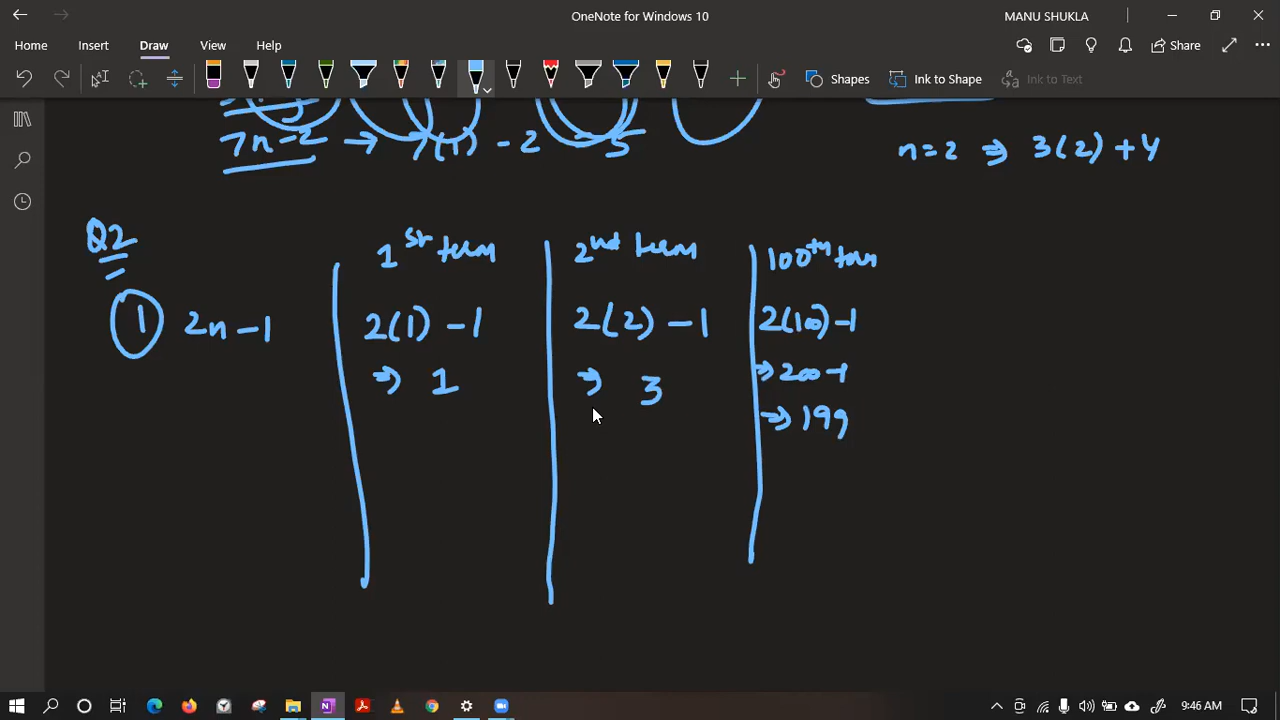 OneNote for Windows 10
MANU SHUKLA
Home Insert Draw View Help
Share
Shapes Ink to Shape Ink to Text
7n-2 → 7(1) - 2 5
n=2 ⇒ 3(2) + 4
Q2
1st term 2nd term 100th term
① 2n-1 2(1) -1 2(2) -1 2(100)-1
⇒ 1 ⇒ 3 ⇒ 200-1
⇒ 199
9:46 AM